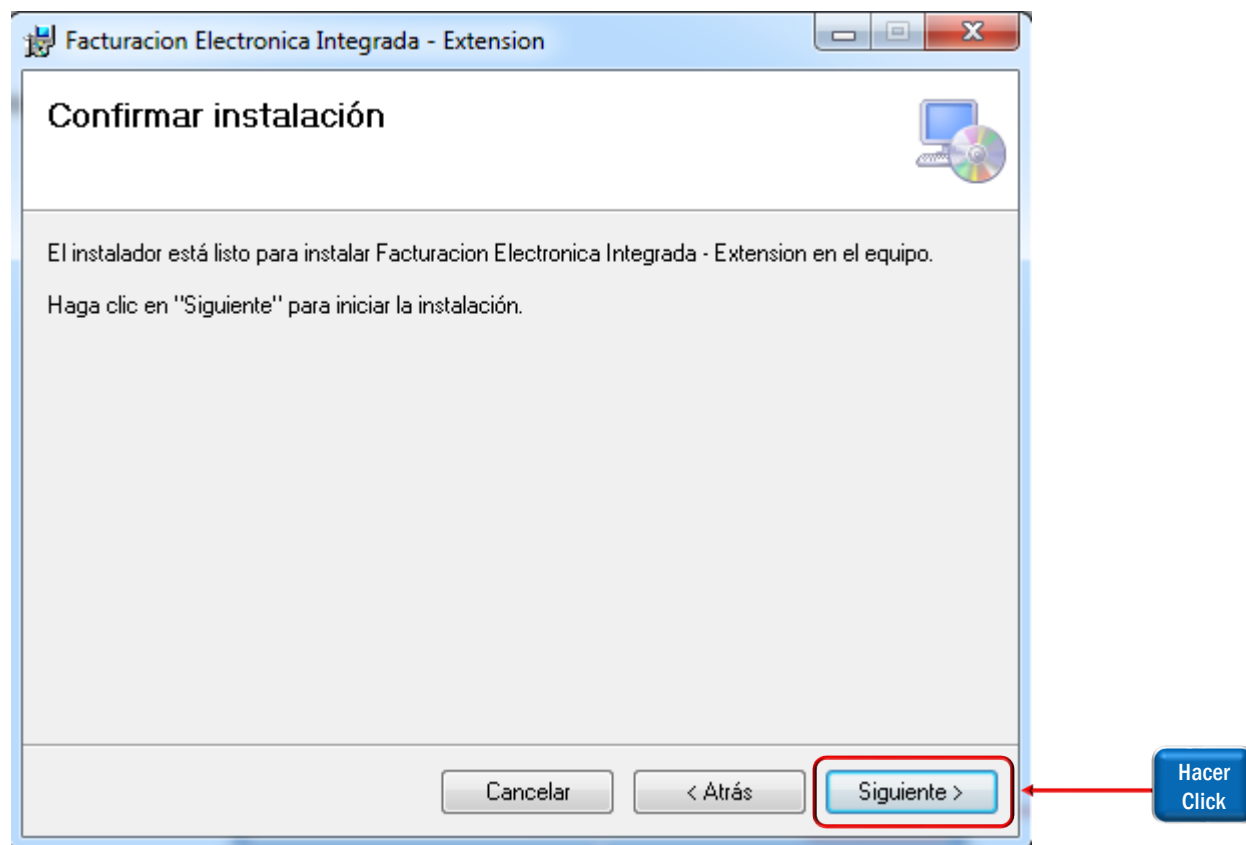 Facturacion Electronica Integrada - Extension
Confirmar instalación
El instalador está listo para instalar Facturacion Electronica Integrada - Extension en el equipo.
Haga clic en "Siguiente" para iniciar la instalación.
Cancelar
< Atrás
Siguiente >
Hacer
Click